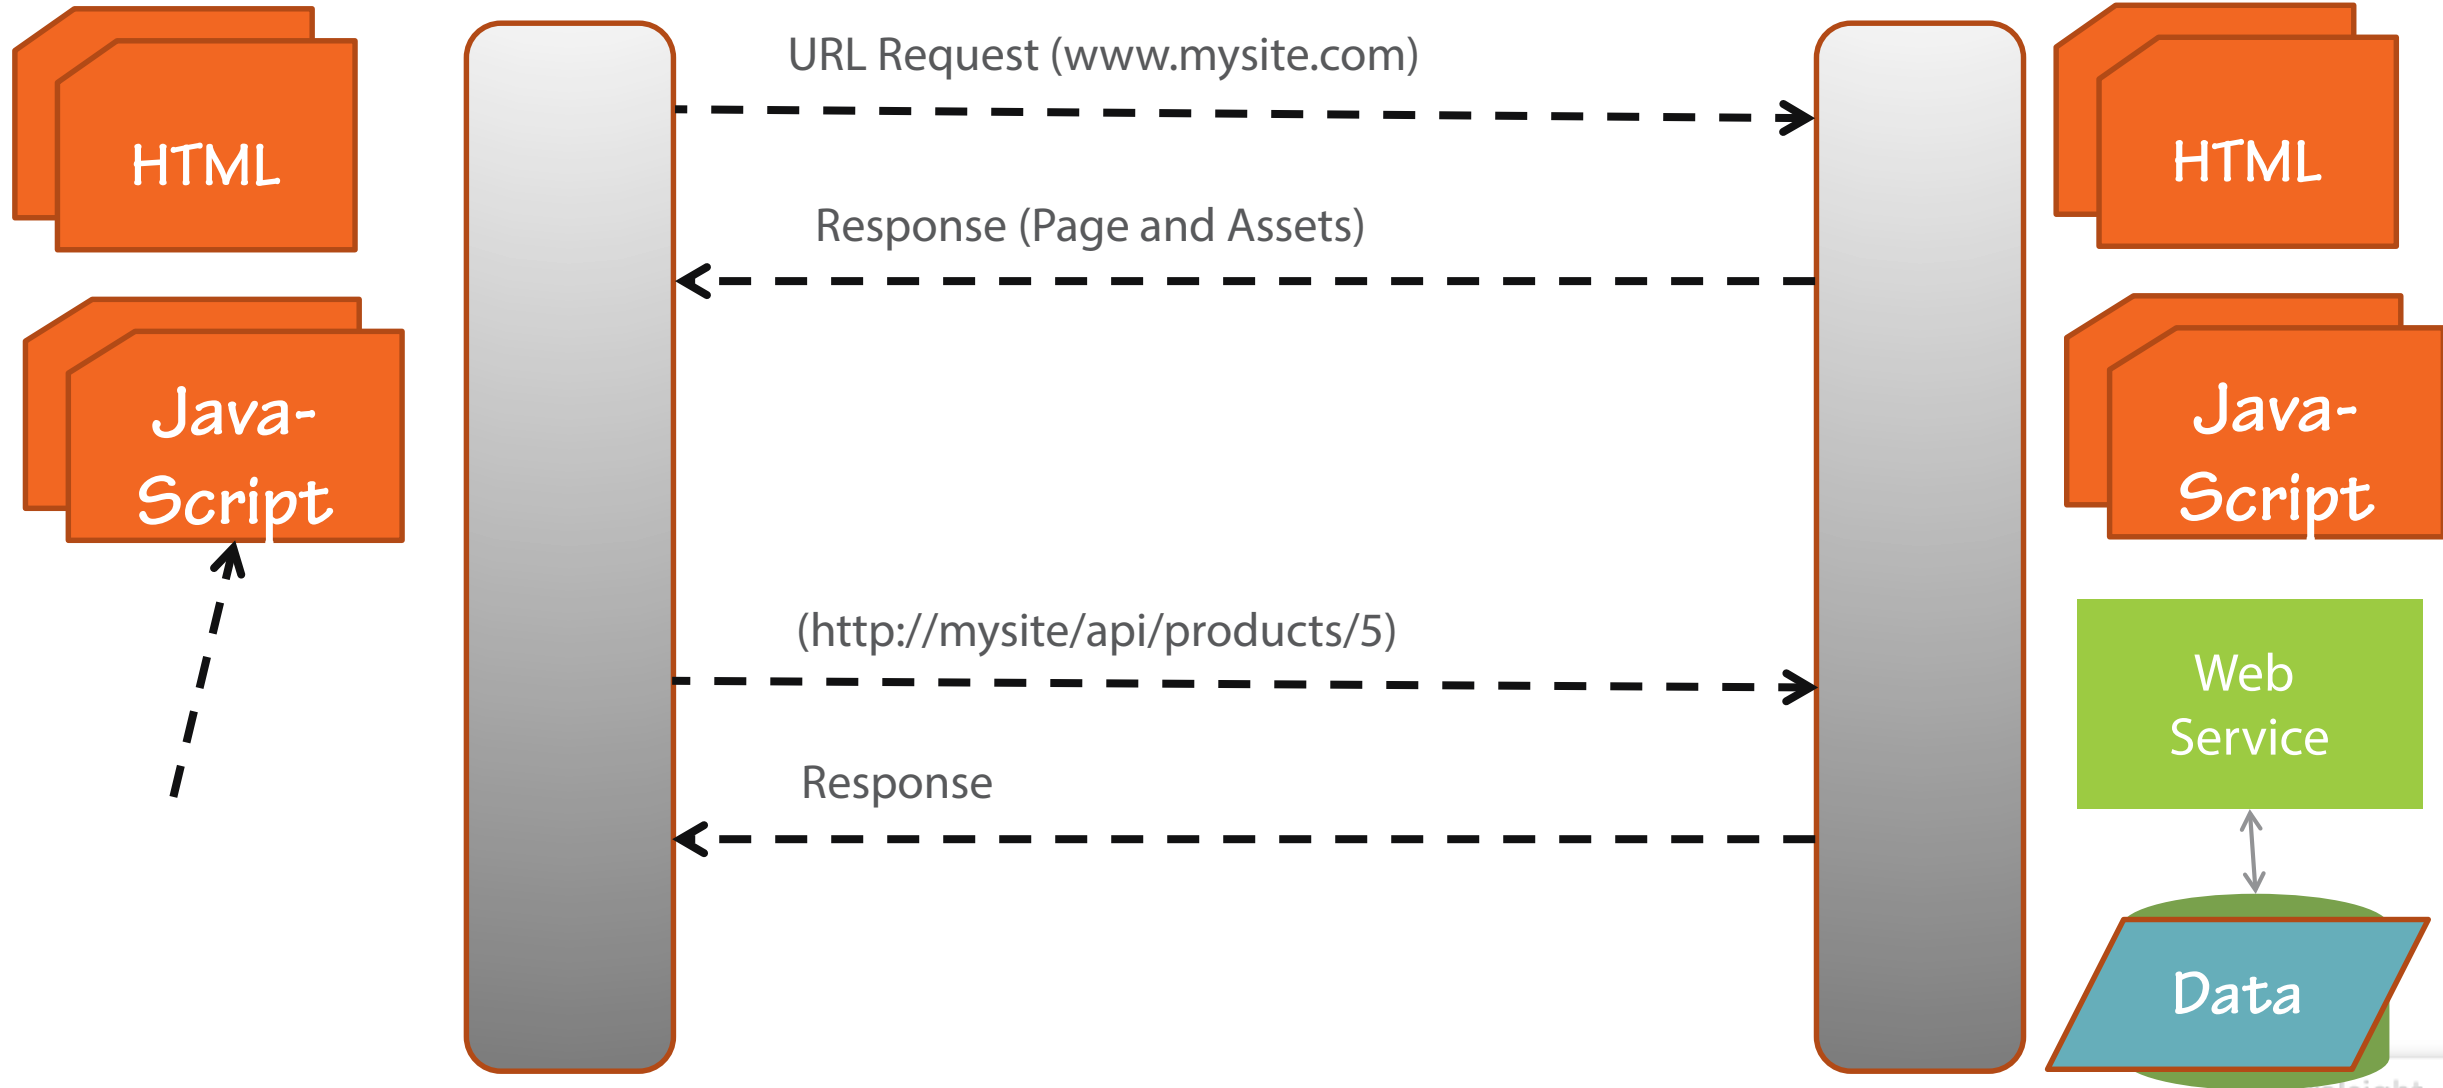 HTML
Java-
Script
URL Request (www.mysite.com)
Response (Page and Assets)
(http://mysite/api/products/5)
Response
HTML
Java-
Script
Web
Service
Data